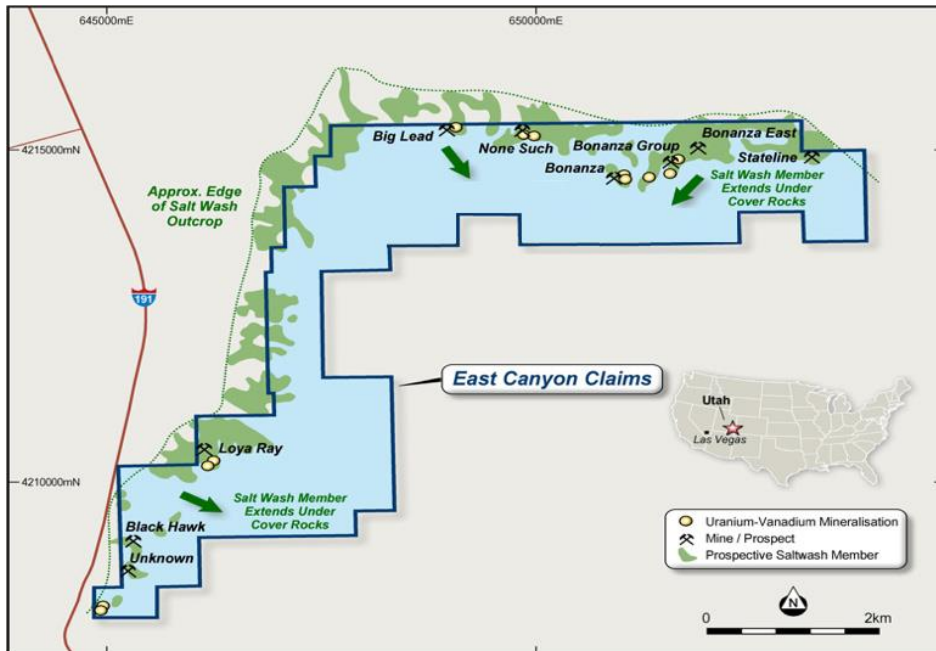 645000mE
650000mE
Big Lead
None Such
Bonanza East
Bonanza Group
Stateline
4215000mN
Bonanza
Salt Wash Member
Extends Under
Cover Rocks
Approx. Edge
of Salt Wash
Outcrop
191
East Canyon Claims
Utah
Las Vegas
Loya Ray
4210000mN
Salt Wash Member
Extends Under
Cover Rocks
Black Hawk
Unknown
Uranium-Vanadium Mineralisation
Mine / Prospect
Prospective Saltwash Member
N
0
2km